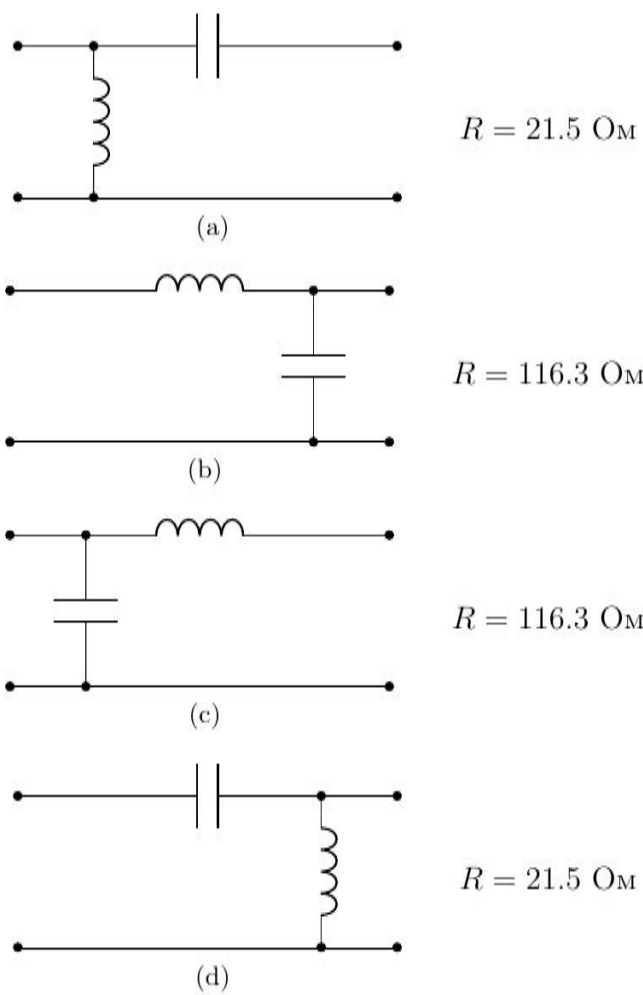 R = 21.5 Ом
(a)
R = 116.3 Ом
(b)
R = 116.3 Ом
(c)
R = 21.5 Ом
(d)